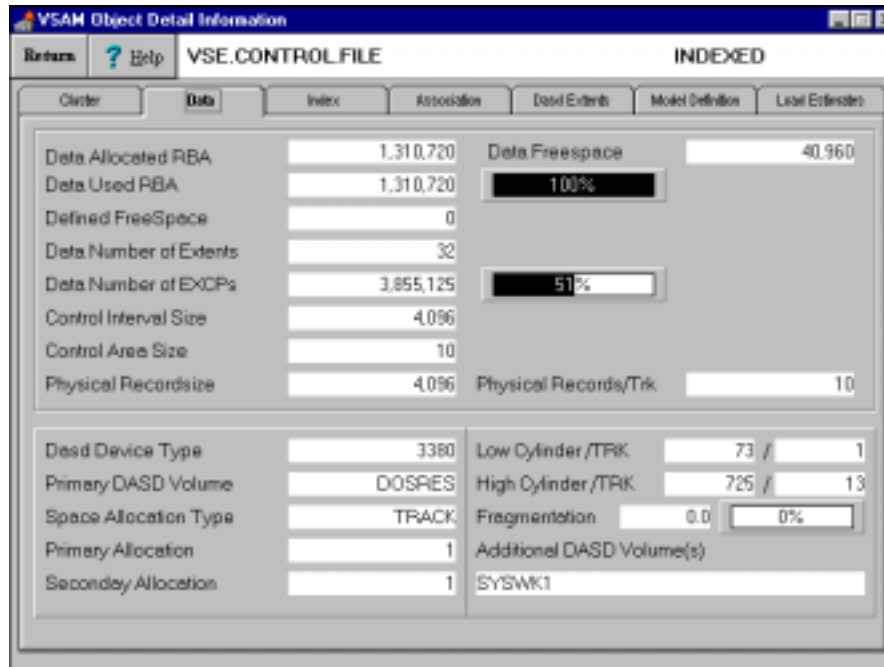 VSAM Object Detail Information
Return ? Help VSE.CONTROL.FILE INDEXED
Cluster Data Index Association Dasd Extents Model Definition Load Estimates
Data Allocated RBA 1,310,720 Data Freespace 40,960
Data Used RBA 1,310,720 100%
Defined FreeSpace 0
Data Number of Extents 32
Data Number of EXCPs 3,855,125 51%
Control Interval Size 4,096
Control Area Size 10
Physical Recordsize 4,096 Physical Records/Trk 10
Dasd Device Type 3380 Low Cylinder/TRK 73 / 1
Primary DASD Volume DOSRES High Cylinder/TRK 725 / 13
Space Allocation Type TRACK Fragmentation 0.0 0%
Primary Allocation 1 Additional DASD Volume(s)
Seconday Allocation 1 SYSWK1